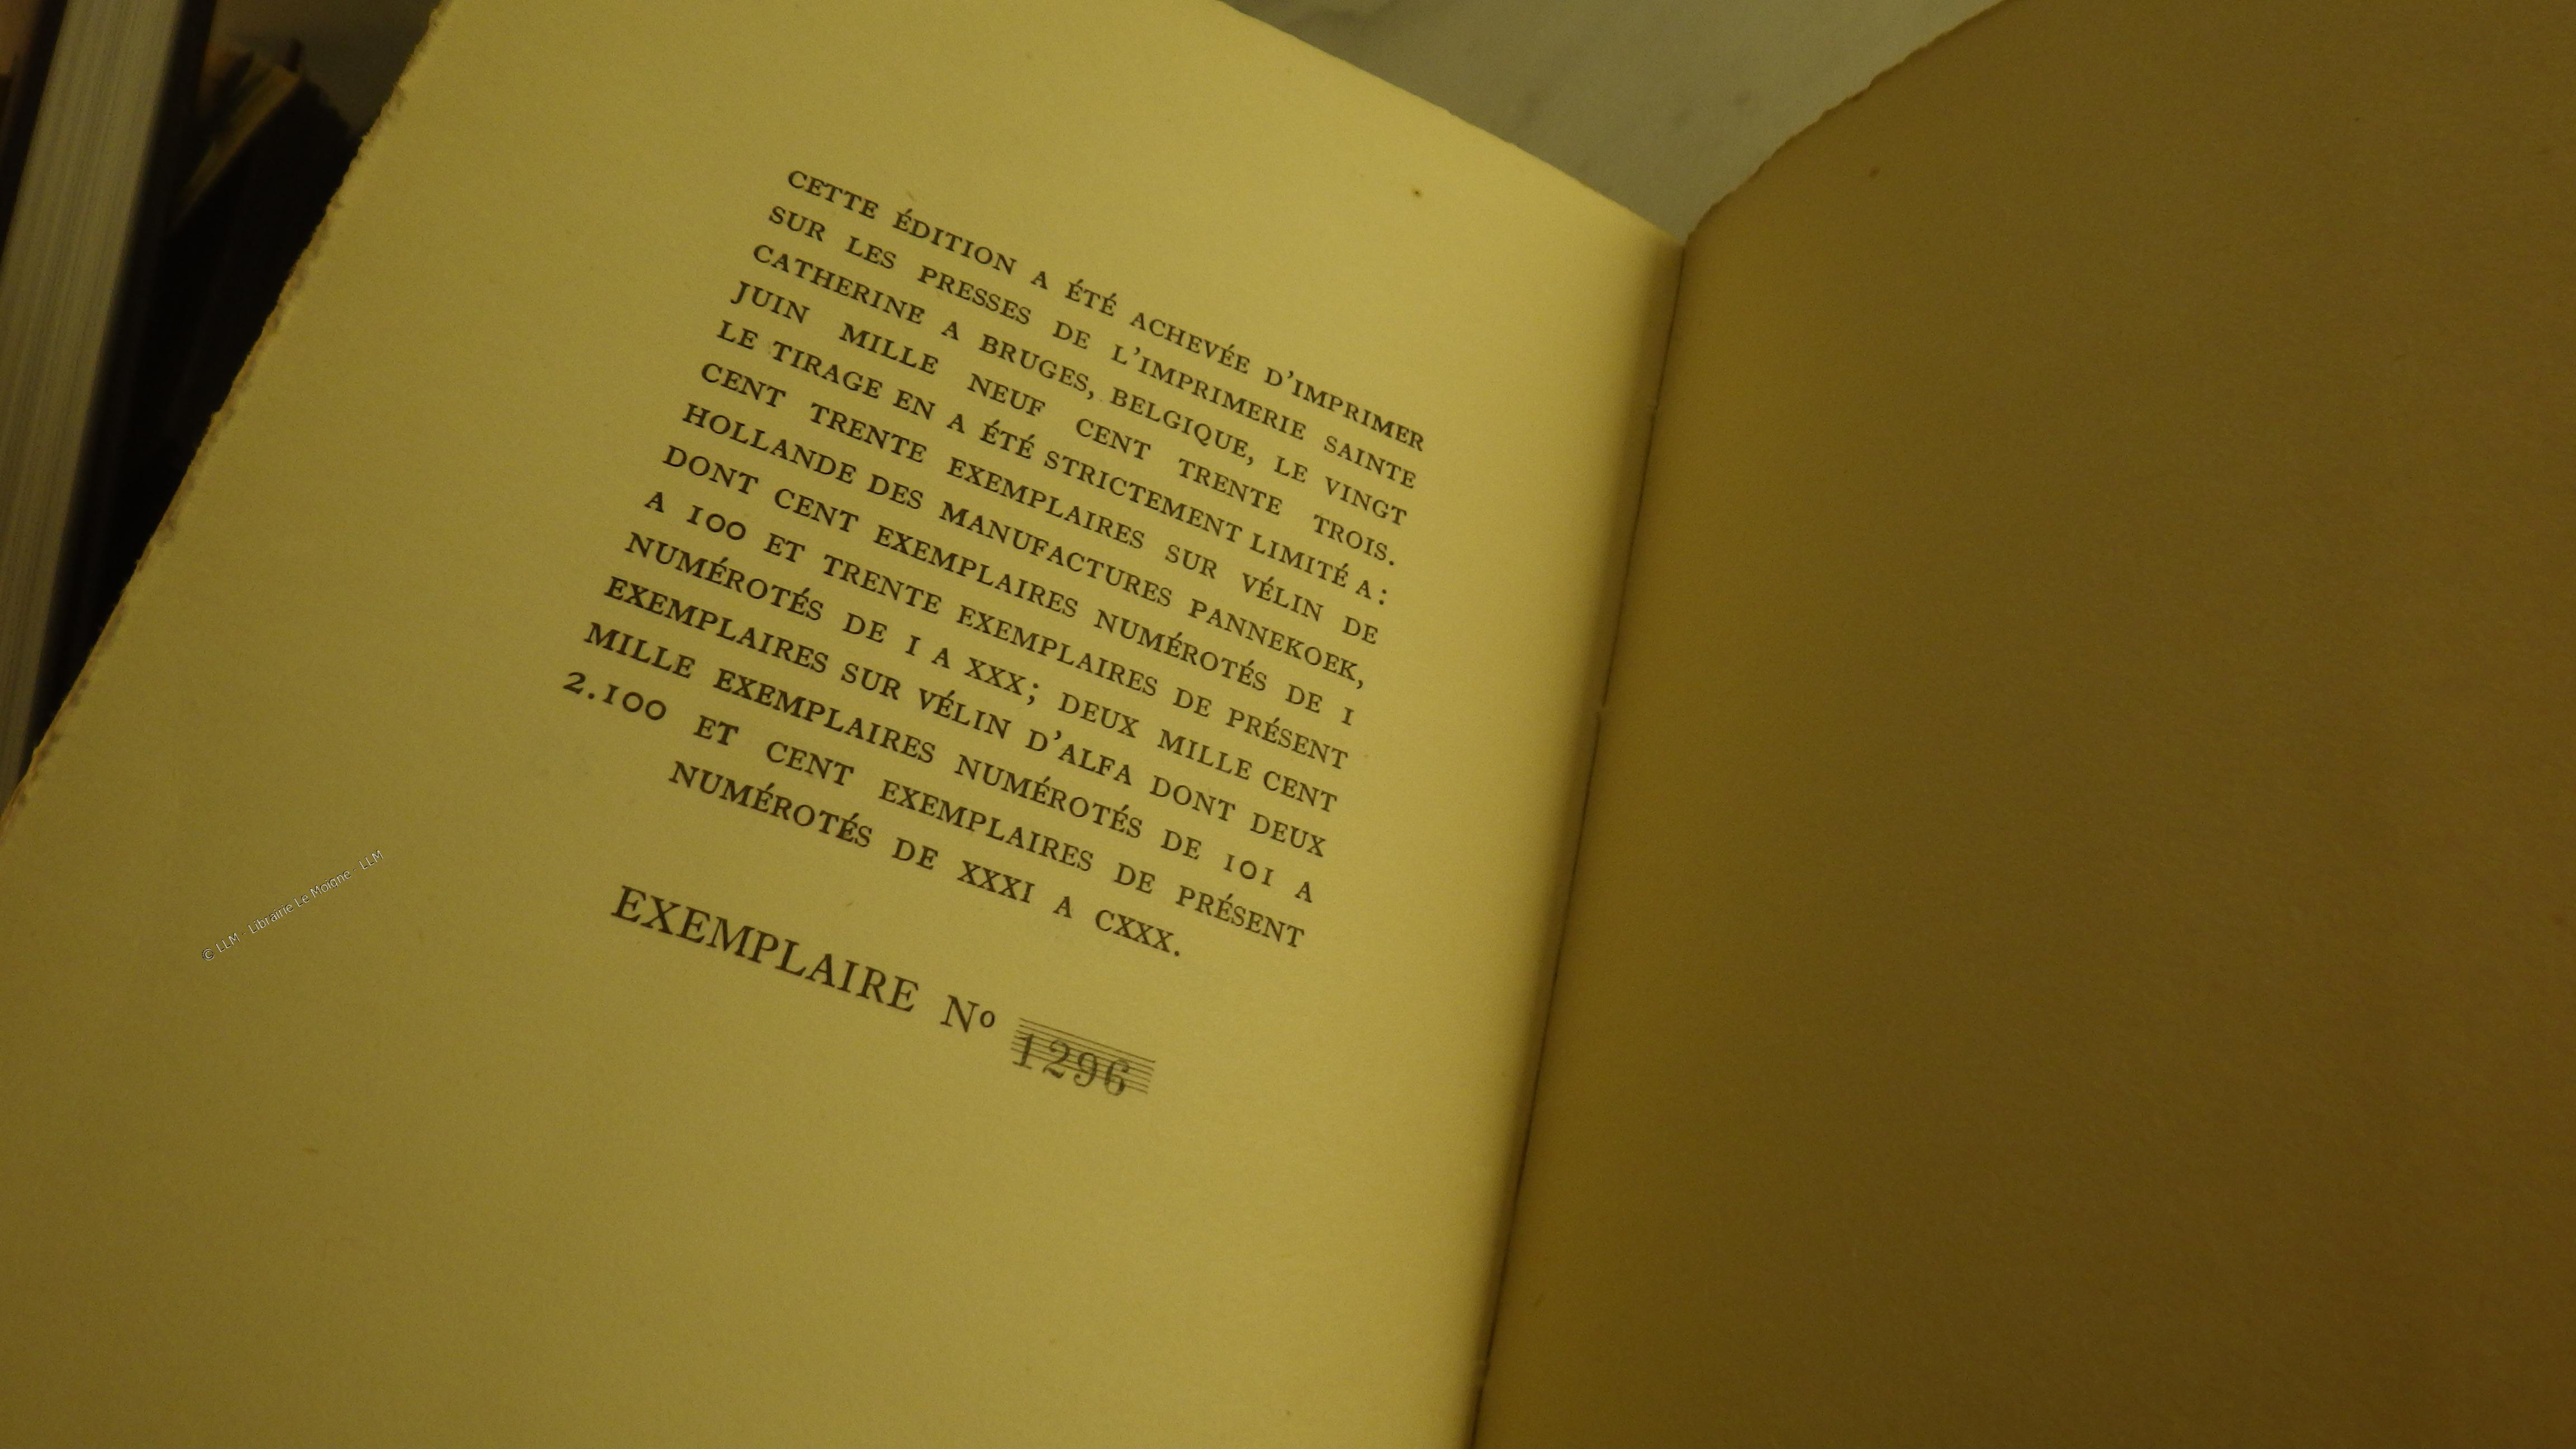 CETTE ÉDITION A ÉTÉ ACHEVÉE D'IMPRIMER
SUR LES PRESSES DE L'IMPRIMERIE SAINTE
CATHERINE A BRUGES, BELGIQUE, LE VINGT
JUIN MILLE NEUF CENT TRENTE TROIS.
LE TIRAGE EN A ÉTÉ STRICTEMENT LIMITÉ A :
CENT TRENTE EXEMPLAIRES SUR VÉLIN DE
HOLLANDE DES MANUFACTURES PANNEKOEK,
DONT CENT EXEMPLAIRES NUMÉROTÉS DE 1
A 100 ET TRENTE EXEMPLAIRES DE PRÉSENT
NUMÉROTÉS DE I A XXX; DEUX MILLE CENT
EXEMPLAIRES SUR VÉLIN D'ALFA DONT DEUX
MILLE EXEMPLAIRES NUMÉROTÉS DE 101 A
2.100 ET CENT EXEMPLAIRES DE PRÉSENT
NUMÉROTÉS DE XXXI A CXXX.
EXEMPLAIRE Nº 1296
© LLM - Librairie Le Moigne - LLM